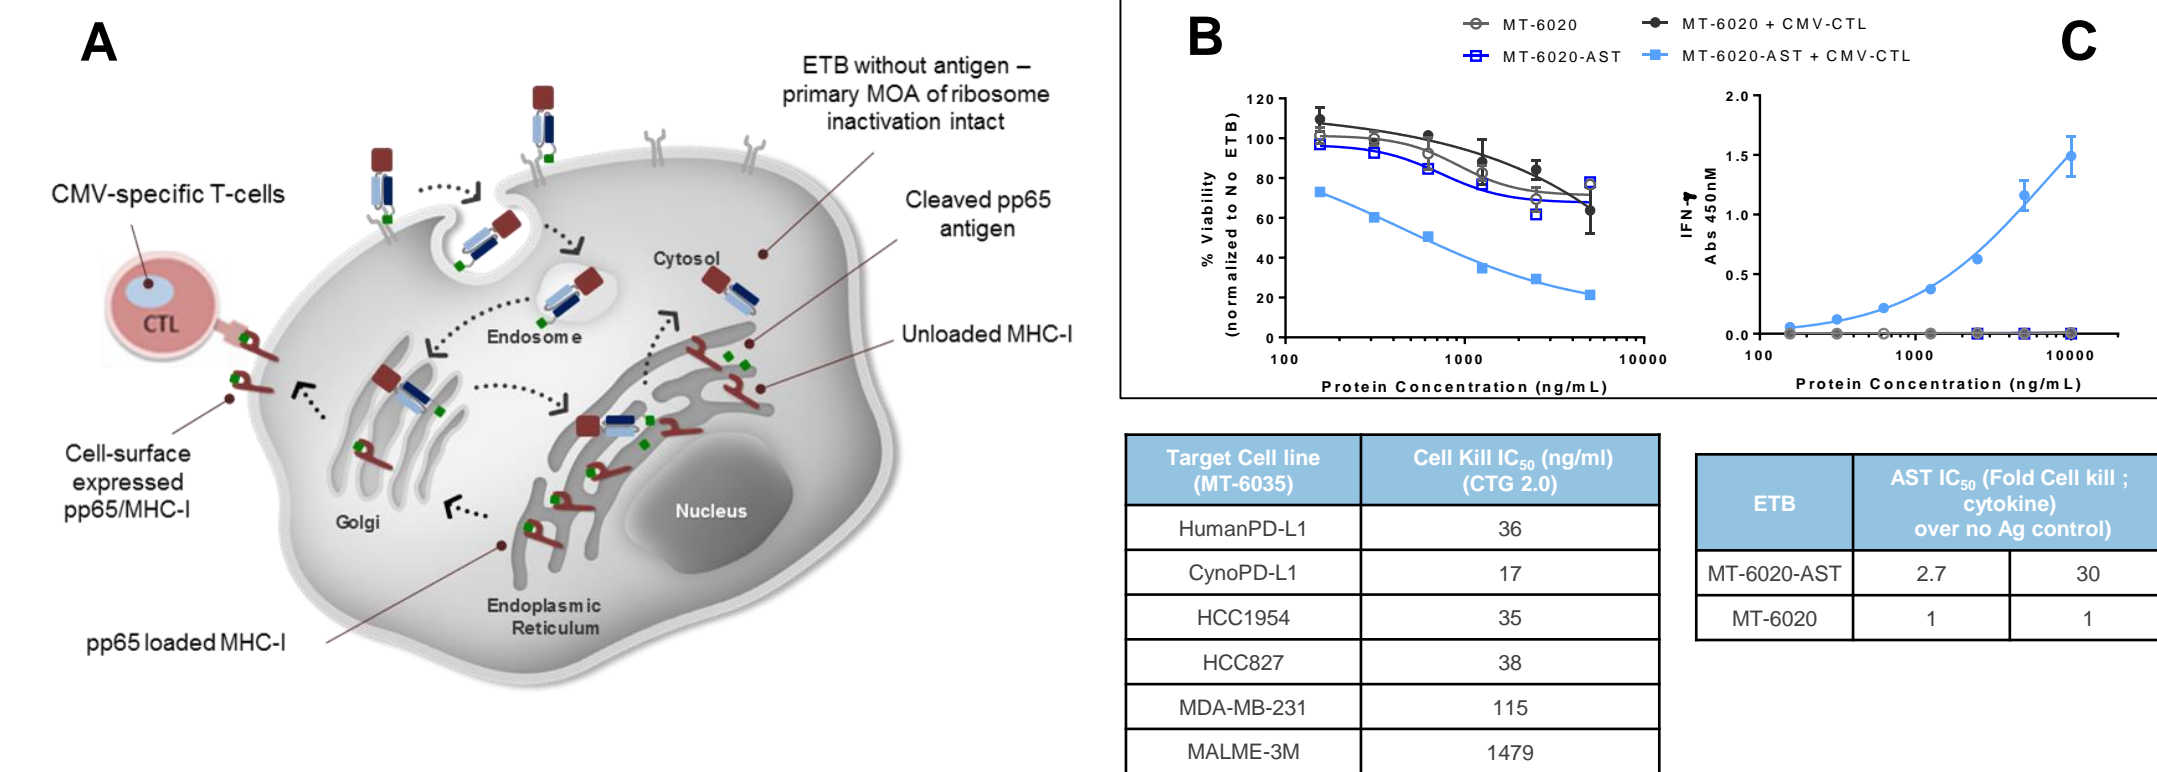 A
ETB without antigen –
primary MOA of ribosome
inactivation intact
CMV-specific T-cells
Cleaved pp65
antigen
Cytosol
CTL
Endosome
Unloaded MHC-I
Cell-surface
expressed
pp65/MHC-I
Golgi
Nucleus
Endoplasmic
Reticulum
pp65 loaded MHC-I
B
MT-6020
MT-6020 + CMV-CTL
MT-6020-AST
MT-6020-AST + CMV-CTL
C
% Viability
(normalized to No ETB)
120
100
80
60
40
20
0
100
1000
10000
Protein Concentration (ng/mL)
IFN-γ
Abs 450nM
2.0
1.5
1.0
0.5
0.0
100
1000
10000
Protein Concentration (ng/mL)
Target Cell line
(MT-6035)
Cell Kill IC50 (ng/ml)
(CTG 2.0)
HumanPD-L1
36
CynoPD-L1
17
HCC1954
35
HCC827
38
MDA-MB-231
115
MALME-3M
1479
ETB
AST IC50 (Fold Cell kill ;
cytokine)
over no Ag control)
MT-6020-AST
2.7
30
MT-6020
1
1